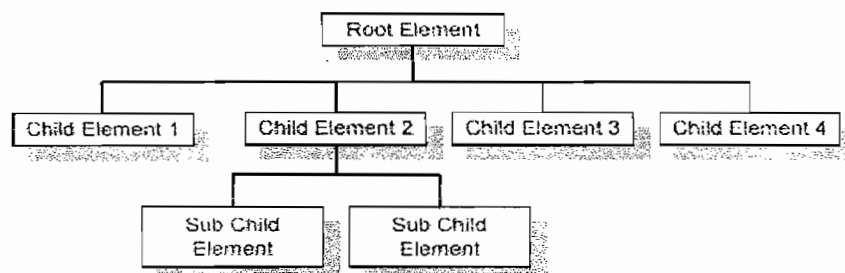 Root Element
Child Element 1
Child Element 2
Child Element 3
Child Element 4
Sub Child
Element
Sub Child
Element